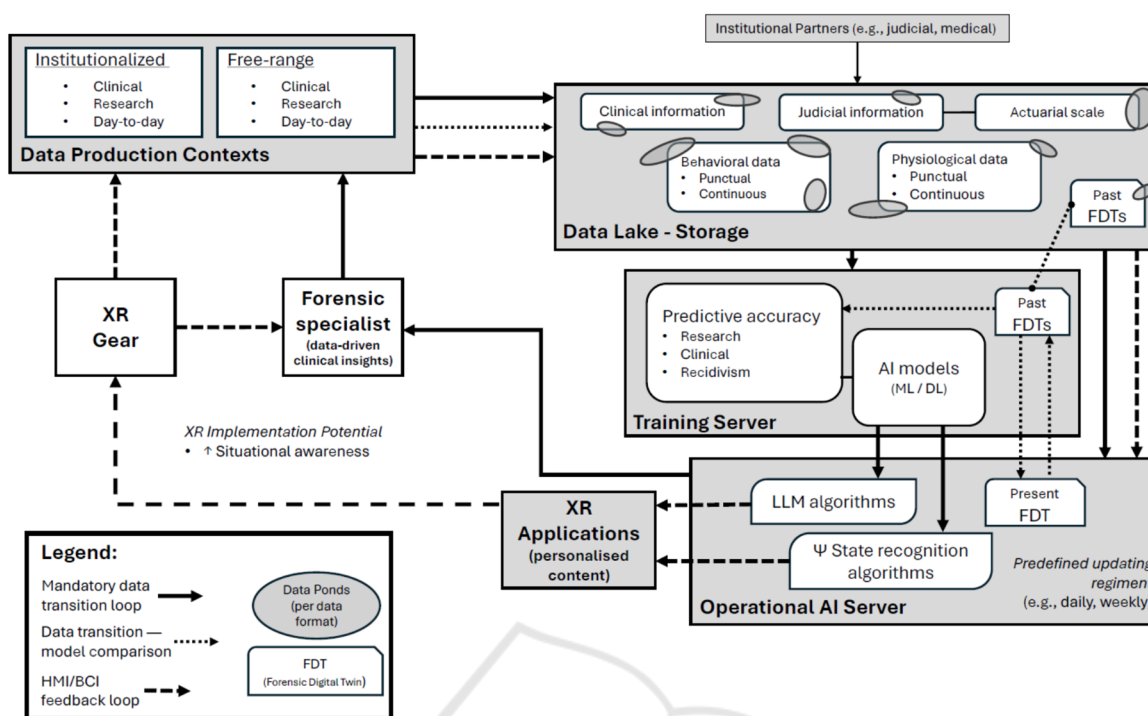 Institutional Partners (e.g., judicial, medical)
Institutionalized
• Clinical
• Research
• Day-to-day
Free-range
• Clinical
• Research
• Day-to-day
Data Production Contexts
Clinical information
Judicial information
Actuarial scale
Behavioral data
• Punctual
• Continuous
Physiological data
• Punctual
• Continuous
Past
FDTs
Data Lake - Storage
XR
Gear
Forensic
specialist
(data-driven
clinical insights)
Predictive accuracy
• Research
• Clinical
• Recidivism
Past
FDTs
AI models
(ML / DL)
Training Server
XR Implementation Potential
• ↑ Situational awareness
XR
Applications
(personalised
content)
LLM algorithms
Present
FDT
Ψ State recognition
algorithms
Predefined updating
regimen
(e.g., daily, weekly
Operational AI Server
Legend:
Mandatory data
transition loop
Data transition —
model comparison
HMI/BCI
feedback loop
Data Ponds
(per data
format)
FDT
(Forensic Digital Twin)